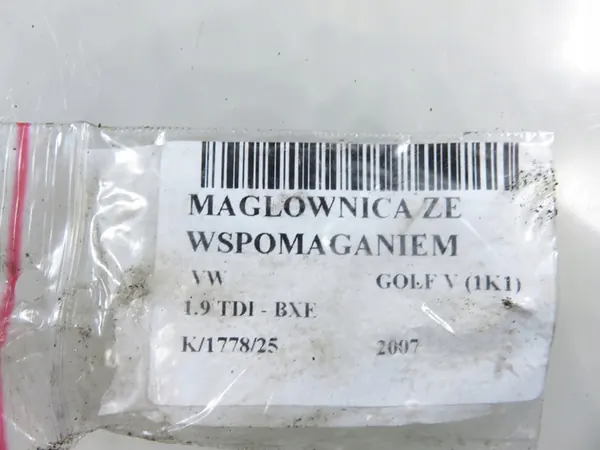 MAGLOWNICA ZE
WSPOMAGANIEM
VW GOLF V (1K1)
1.9 TDI - BXE
K/1778/25 2007